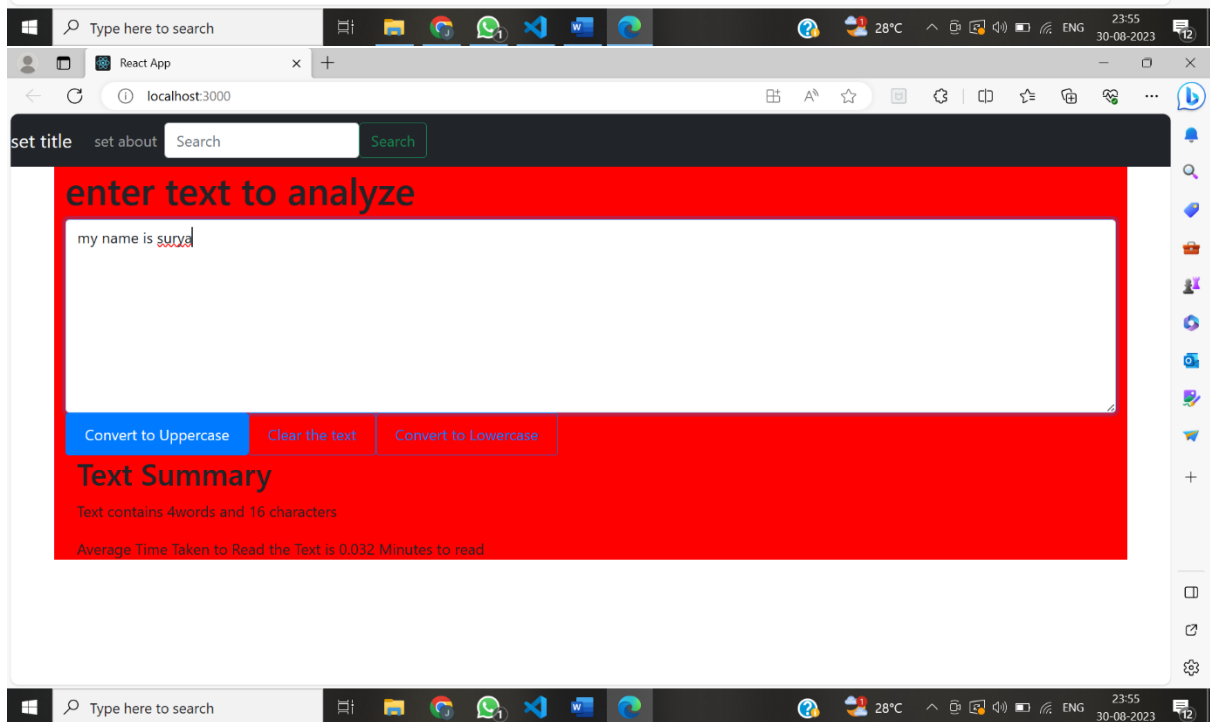 Type here to search
28°C
ENG
23:55
30-08-2023
12
React App
localhost:3000
set title set about Search Search
enter text to analyze
my name is surya
Convert to Uppercase Clear the text Convert to Lowercase
Text Summary
Text contains 4words and 16 characters
Average Time Taken to Read the Text is 0.032 Minutes to read
Type here to search
28°C
ENG
23:55
30-08-2023
12